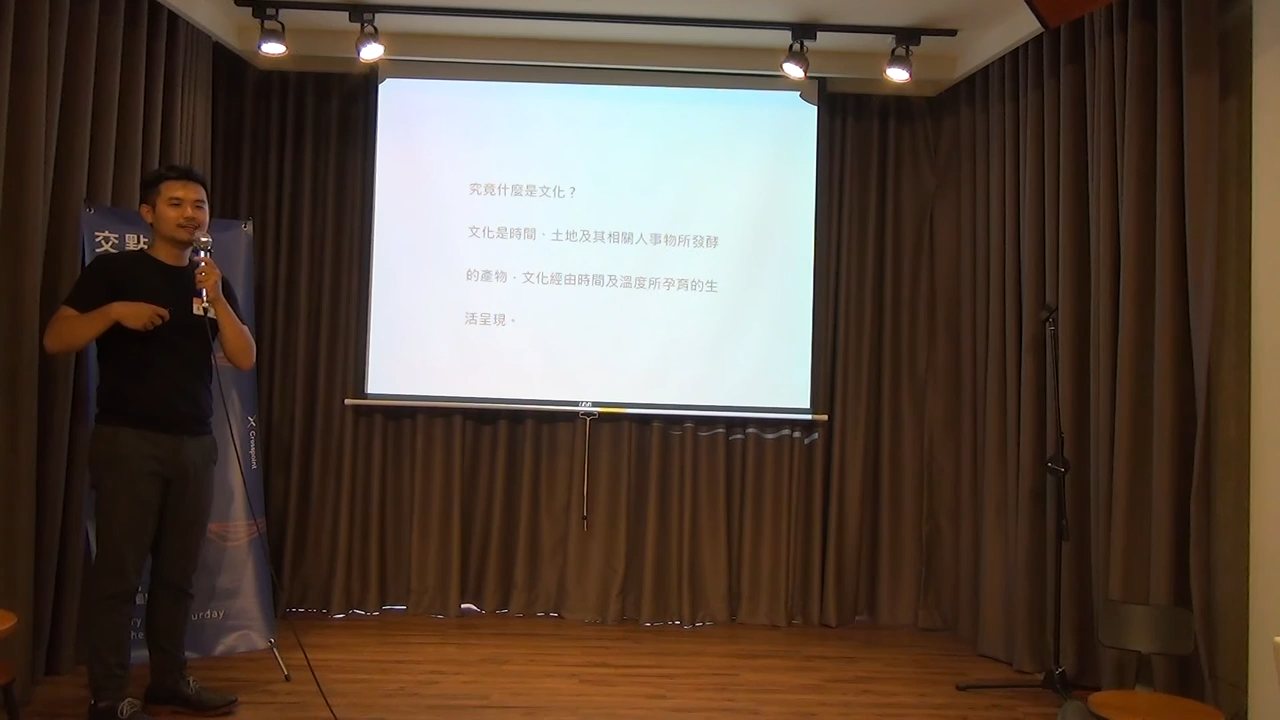 究竟什麼是文化？
文化是時間、土地及其相關人事物所發酵
的產物，文化經由時間及溫度所孕育的生
活呈現。
交點
Crosspoint
urday